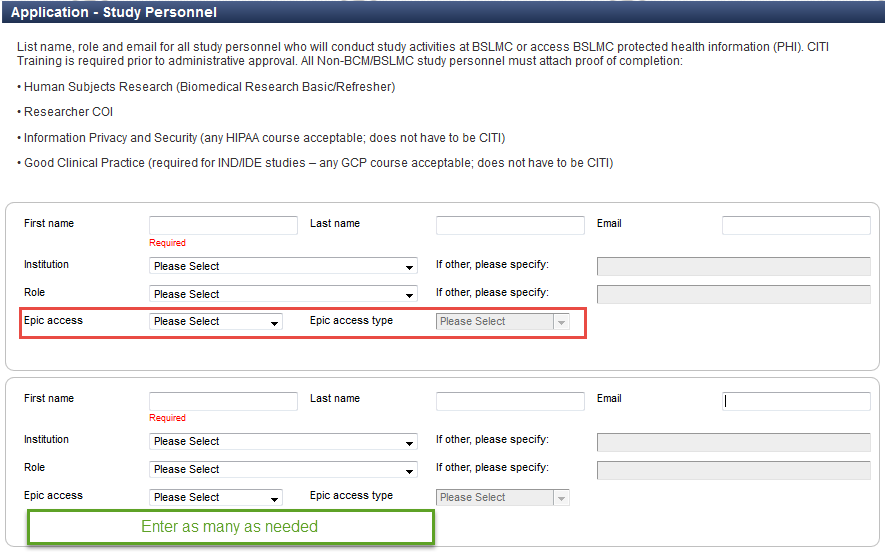 Application - Study Personnel
List name, role and email for all study personnel who will conduct study activities at BSLMC or access BSLMC protected health information (PHI). CITI
Training is required prior to administrative approval. All Non-BCM/BSLMC study personnel must attach proof of completion:
• Human Subjects Research (Biomedical Research Basic/Refresher)
• Researcher COI
• Information Privacy and Security (any HIPAA course acceptable; does not have to be CITI)
• Good Clinical Practice (required for IND/IDE studies – any GCP course acceptable; does not have to be CITI)
First name Last name Email
Required
Institution Please Select If other, please specify:
Role Please Select If other, please specify:
Epic access Please Select Epic access type Please Select
First name Last name Email
Required
Institution Please Select If other, please specify:
Role Please Select If other, please specify:
Epic access Please Select Epic access type Please Select
Enter as many as needed